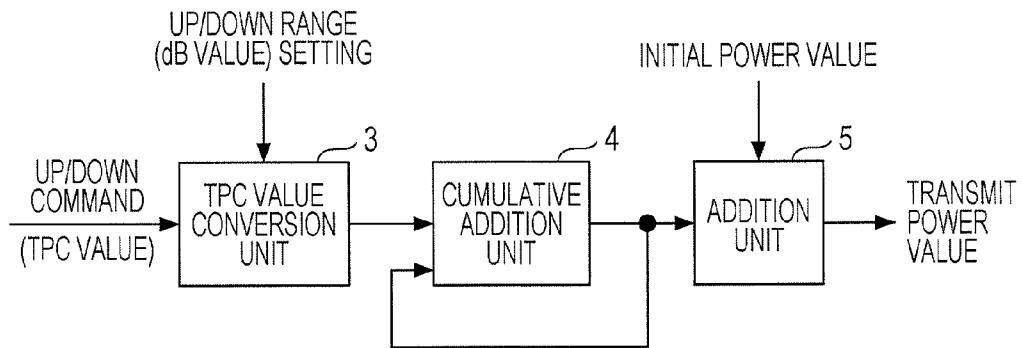 UP/DOWN RANGE
(dB VALUE) SETTING
INITIAL POWER VALUE
3
4
5
UP/DOWN
COMMAND
(TPC VALUE)
TPC VALUE
CONVERSION
UNIT
CUMULATIVE
ADDITION
UNIT
ADDITION
UNIT
TRANSMIT
POWER
VALUE